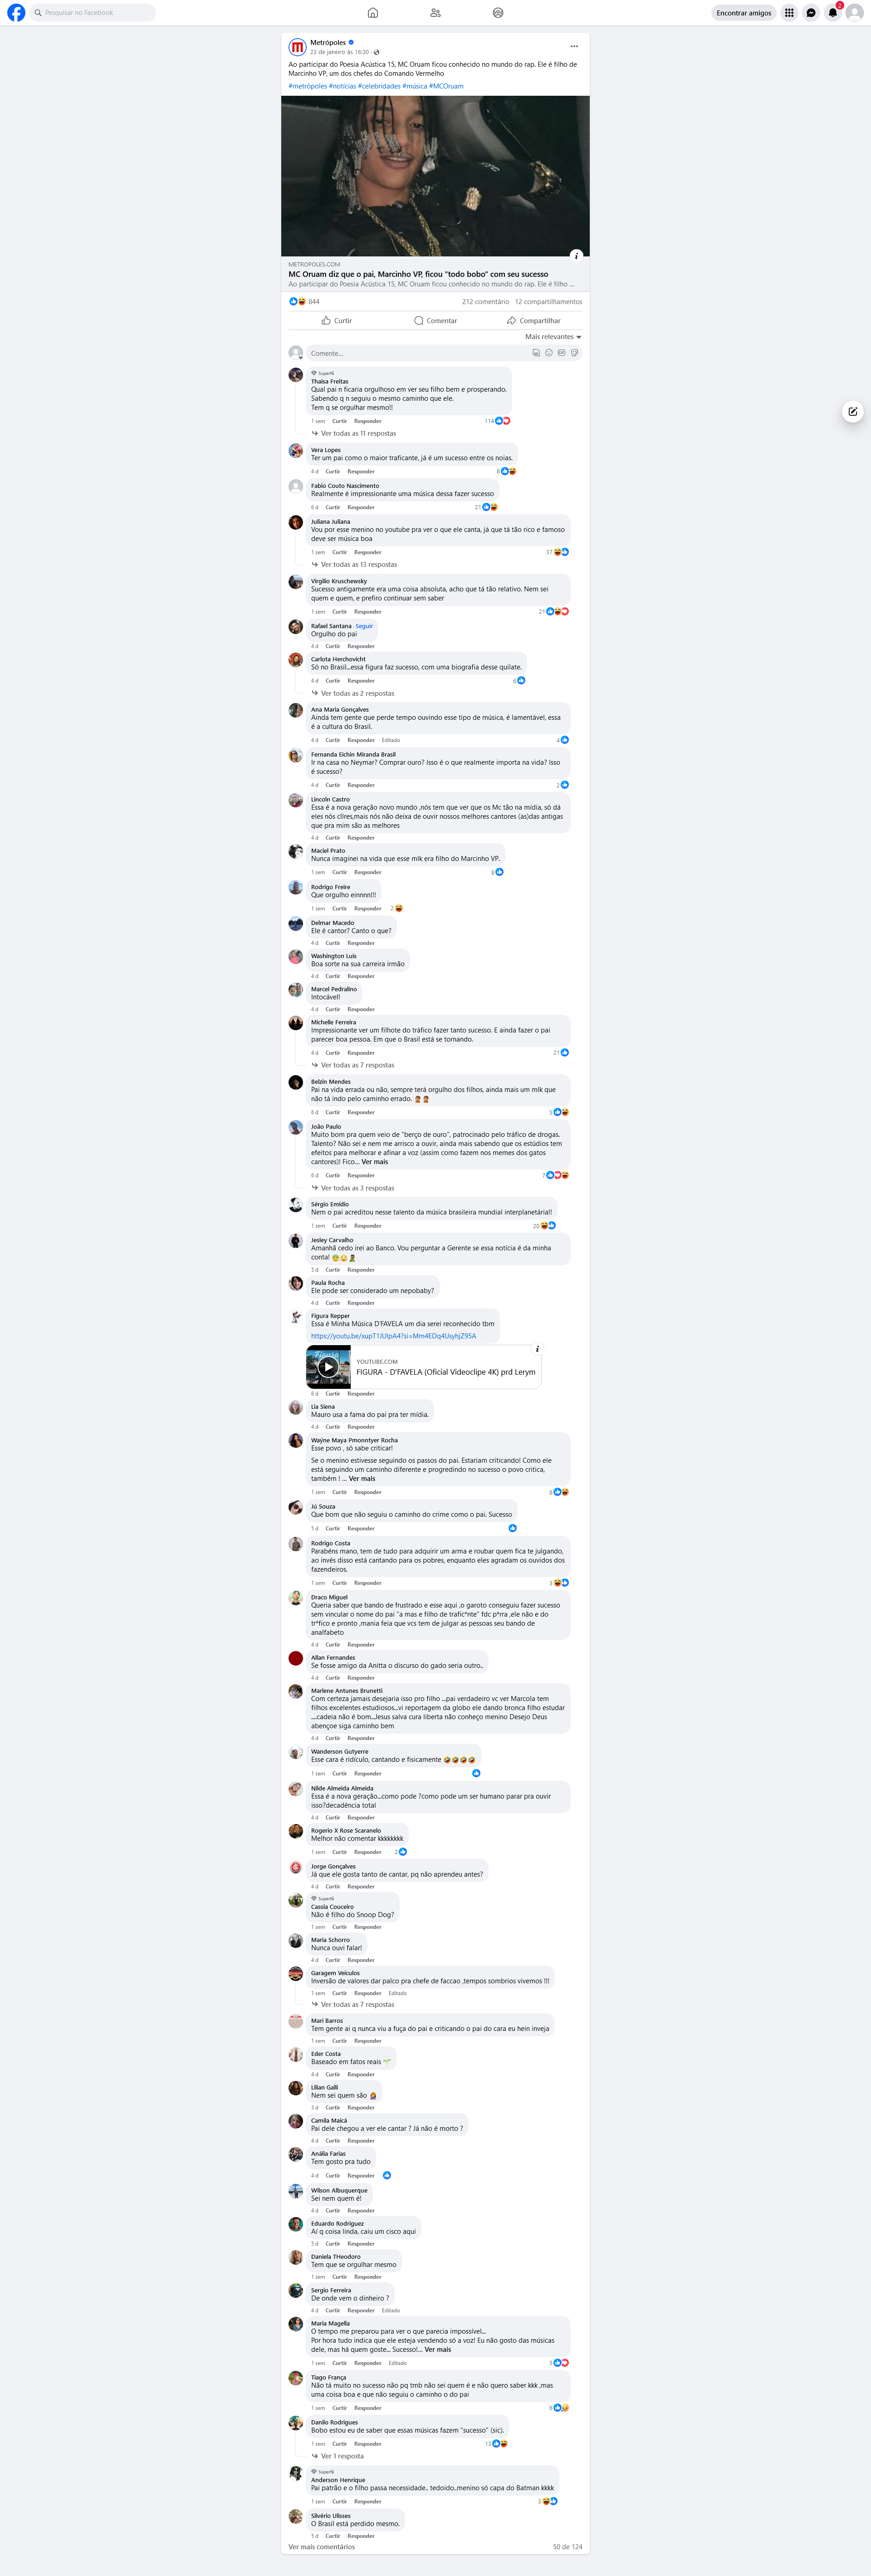 Pesquisar no Facebook
Encontrar amigos
2
Metrópoles
23 de janeiro às 16:30 ·
Ao participar do Poesia Acústica 15, MC Oruam ficou conhecido no mundo do rap. Ele é filho de
Marcinho VP, um dos chefes do Comando Vermelho
#metrópoles #notícias #celebridades #música #MCOruam
METROPOLES.COM
MC Oruam diz que o pai, Marcinho VP, ficou "todo bobo" com seu sucesso
Ao participar do Poesia Acústica 15, MC Oruam ficou conhecido no mundo do rap. Ele é filho ...
844
212 comentário 12 compartilhamentos
Curtir Comentar Compartilhar
Mais relevantes
Comente...
Superfã
Thaisa Freitas
Qual pai n ficaria orgulhoso em ver seu filho bem e prosperando.
Sabendo q n seguiu o mesmo caminho que ele.
Tem q se orgulhar mesmo!!
1 sem Curtir Responder 114
Ver todas as 11 respostas
Vera Lopes
Ter um pai como o maior traficante, já é um sucesso entre os noias.
4 d Curtir Responder 8
Fabio Couto Nascimento
Realmente é impressionante uma música dessa fazer sucesso
6 d Curtir Responder 21
Juliana Juliana
Vou por esse menino no youtube pra ver o que ele canta, já que tá tão rico e famoso
deve ser música boa
1 sem Curtir Responder 37
Ver todas as 13 respostas
Virgílio Kruschewsky
Sucesso antigamente era uma coisa absoluta, acho que tá tão relativo. Nem sei
quem e quem, e prefiro continuar sem saber
1 sem Curtir Responder 21
Rafael Santana · Seguir
Orgulho do pai
4 d Curtir Responder
Carlota Herchovicht
Só no Brasil...essa figura faz sucesso, com uma biografia desse quilate.
4 d Curtir Responder 6
Ver todas as 2 respostas
Ana Maria Gonçalves
Ainda tem gente que perde tempo ouvindo esse tipo de música, é lamentável, essa
é a cultura do Brasil.
4 d Curtir Responder Editado 4
Fernanda Eichin Miranda Brasil
Ir na casa no Neymar? Comprar ouro? Isso é o que realmente importa na vida? Isso
é sucesso?
4 d Curtir Responder 2
Lincoln Castro
Essa é a nova geração novo mundo ,nós tem que ver que os Mc tão na mídia, só dá
eles nós cllres,mais nós não deixa de ouvir nossos melhores cantores (as)das antigas
que pra mim são as melhores
4 d Curtir Responder
Maciel Prato
Nunca imaginei na vida que esse mlk era filho do Marcinho VP.
1 sem Curtir Responder 8
Rodrigo Freire
Que orgulho einnnn!!!
1 sem Curtir Responder 2
Delmar Macedo
Ele é cantor? Canto o que?
4 d Curtir Responder
Washington Luis
Boa sorte na sua carreira irmão
4 d Curtir Responder
Marcel Pedralino
Intocável!
4 d Curtir Responder
Michelle Ferreira
Impressionante ver um filhote do tráfico fazer tanto sucesso. E ainda fazer o pai
parecer boa pessoa. Em que o Brasil está se tornando.
4 d Curtir Responder 21
Ver todas as 7 respostas
Belzin Mendes
Pai na vida errada ou não, sempre terá orgulho dos filhos, ainda mais um mlk que
não tá indo pelo caminho errado.
6 d Curtir Responder 5
João Paulo
Muito bom pra quem veio de "berço de ouro", patrocinado pelo tráfico de drogas.
Talento? Não sei e nem me arrisco a ouvir, ainda mais sabendo que os estúdios tem
efeitos para melhorar e afinar a voz (assim como fazem nos memes dos gatos
cantores)! Fico... Ver mais
6 d Curtir Responder 7
Ver todas as 3 respostas
Sérgio Emídio
Nem o pai acreditou nesse talento da música brasileira mundial interplanetária!!
1 sem Curtir Responder 20
Jesley Carvalho
Amanhã cedo irei ao Banco. Vou perguntar a Gerente se essa notícia é da minha
conta!
5 d Curtir Responder
Paula Rocha
Ele pode ser considerado um nepobaby?
4 d Curtir Responder
Figura Repper
Essa é Minha Música D'FAVELA um dia serei reconhecido tbm
https://youtu.be/xupT1IUIpA4?si=Mm4EDq4UsyhjZ95A
YOUTUBE.COM
FIGURA - D'FAVELA (Oficial Videoclipe 4K) prd Lerym
6 d Curtir Responder
Lia Siena
Mauro usa a fama do pai pra ter mídia.
4 d Curtir Responder
Wayne Maya Pmonntyer Rocha
Esse povo , só sabe criticar!
Se o menino estivesse seguindo os passos do pai. Estariam criticando! Como ele
está seguindo um caminho diferente e progredindo no sucesso o povo critica,
também ! ... Ver mais
1 sem Curtir Responder 8
Jú Souza
Que bom que não seguiu o caminho do crime como o pai. Sucesso
5 d Curtir Responder
Rodrigo Costa
Parabéns mano, tem de tudo para adquirir um arma e roubar quem fica te julgando,
ao invés disso está cantando para os pobres, enquanto eles agradam os ouvidos dos
fazendeiros.
1 sem Curtir Responder 3
Draco Miguel
Queria saber que bando de frustrado e esse aqui ,o garoto conseguiu fazer sucesso
sem vincular o nome do pai "a mas e filho de trafic*nte" fdc p*rra ,ele não e do
tr*fico e pronto ,mania feia que vcs tem de julgar as pessoas seu bando de
analfabeto
4 d Curtir Responder
Allan Fernandes
Se fosse amigo da Anitta o discurso do gado seria outro..
4 d Curtir Responder
Marlene Antunes Brunetti
Com certeza jamais desejaria isso pro filho ...pai verdadeiro vc ver Marcola tem
filhos excelentes estudiosos...vi reportagem da globo ele dando bronca filho estudar
....cadeia não é bom...Jesus salva cura liberta não conheço menino Desejo Deus
abençoe siga caminho bem
4 d Curtir Responder
Wanderson Gutyerre
Esse cara é ridículo, cantando e fisicamente
1 sem Curtir Responder
Nilde Almeida Almeida
Essa é a nova geração...como pode ?como pode um ser humano parar pra ouvir
isso?decadência total
4 d Curtir Responder
Rogerio X Rose Scaranelo
Melhor não comentar kkkkkkkk
1 sem Curtir Responder 2
Jorge Gonçalves
Já que ele gosta tanto de cantar, pq não aprendeu antes?
4 d Curtir Responder
Superfã
Cassia Couceiro
Não é filho do Snoop Dog?
1 sem Curtir Responder
Maria Schorro
Nunca ouvi falar!
4 d Curtir Responder
Garagem Veículos
Inversão de valores dar palco pra chefe de faccao ,tempos sombrios vivemos !!!
1 sem Curtir Responder Editado
Ver todas as 7 respostas
Mari Barros
Tem gente ai q nunca viu a fuça do pai e criticando o pai do cara eu hein inveja
1 sem Curtir Responder
Eder Costa
Baseado em fatos reais
4 d Curtir Responder
Lilian Galli
Nem sei quem são
3 d Curtir Responder
Camila Maicá
Pai dele chegou a ver ele cantar ? Já não é morto ?
4 d Curtir Responder
Anália Farias
Tem gosto pra tudo
4 d Curtir Responder
Wilson Albuquerque
Sei nem quem é!
4 d Curtir Responder
Eduardo Rodríguez
Aí q coisa linda, caiu um cisco aqui
5 d Curtir Responder
Daniela THeodoro
Tem que se orgulhar mesmo
1 sem Curtir Responder
Sergio Ferreira
De onde vem o dinheiro ?
4 d Curtir Responder Editado
Maria Magella
O tempo me preparou para ver o que parecia impossível...
Por hora tudo indica que ele esteja vendendo só a voz! Eu não gosto das músicas
dele, mas há quem goste... Sucesso!... Ver mais
1 sem Curtir Responder Editado 5
Tiago França
Não tá muito no sucesso não pq tmb não sei quem é e não quero saber kkk ,mas
uma coisa boa e que não seguiu o caminho o do pai
1 sem Curtir Responder 6
Danilo Rodrigues
Bobo estou eu de saber que essas músicas fazem "sucesso" (sic).
1 sem Curtir Responder 13
Ver 1 resposta
Superfã
Anderson Henrique
Pai patrão e o filho passa necessidade.. tedoido..menino só capa do Batman kkkk
1 sem Curtir Responder 3
Silvério Ulisses
O Brasil está perdido mesmo.
5 d Curtir Responder
Ver mais comentários 50 de 124